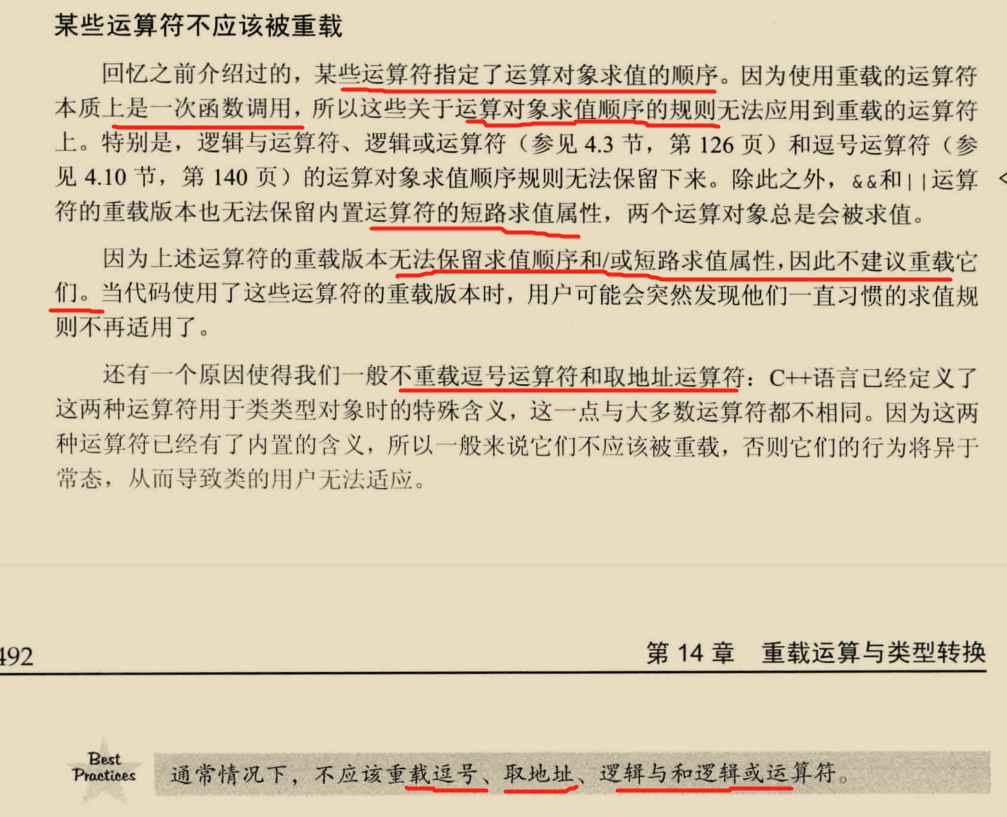 某些运算符不应该被重载
回忆之前介绍过的，某些运算符指定了运算对象求值的顺序。因为使用重载的运算符
本质上是一次函数调用，所以这些关于运算对象求值顺序的规则无法应用到重载的运算符
上。特别是，逻辑与运算符、逻辑或运算符（参见 4.3 节，第 126 页）和逗号运算符（参
见 4.10 节，第 140 页）的运算对象求值顺序规则无法保留下来。除此之外，&&和||运算
符的重载版本也无法保留内置运算符的短路求值属性，两个运算对象总是会被求值。
因为上述运算符的重载版本无法保留求值顺序和/或短路求值属性，因此不建议重载它
们。当代码使用了这些运算符的重载版本时，用户可能会突然发现他们一直习惯的求值规
则不再适用了。
还有一个原因使得我们一般不重载逗号运算符和取地址运算符：C++语言已经定义了
这两种运算符用于类类型对象时的特殊含义，这一点与大多数运算符都不相同。因为这两
种运算符已经有了内置的含义，所以一般来说它们不应该被重载，否则它们的行为将异于
常态，从而导致类的用户无法适应。
492
第 14 章 重载运算与类型转换
Best
Practices
通常情况下，不应该重载逗号、取地址、逻辑与和逻辑或运算符。